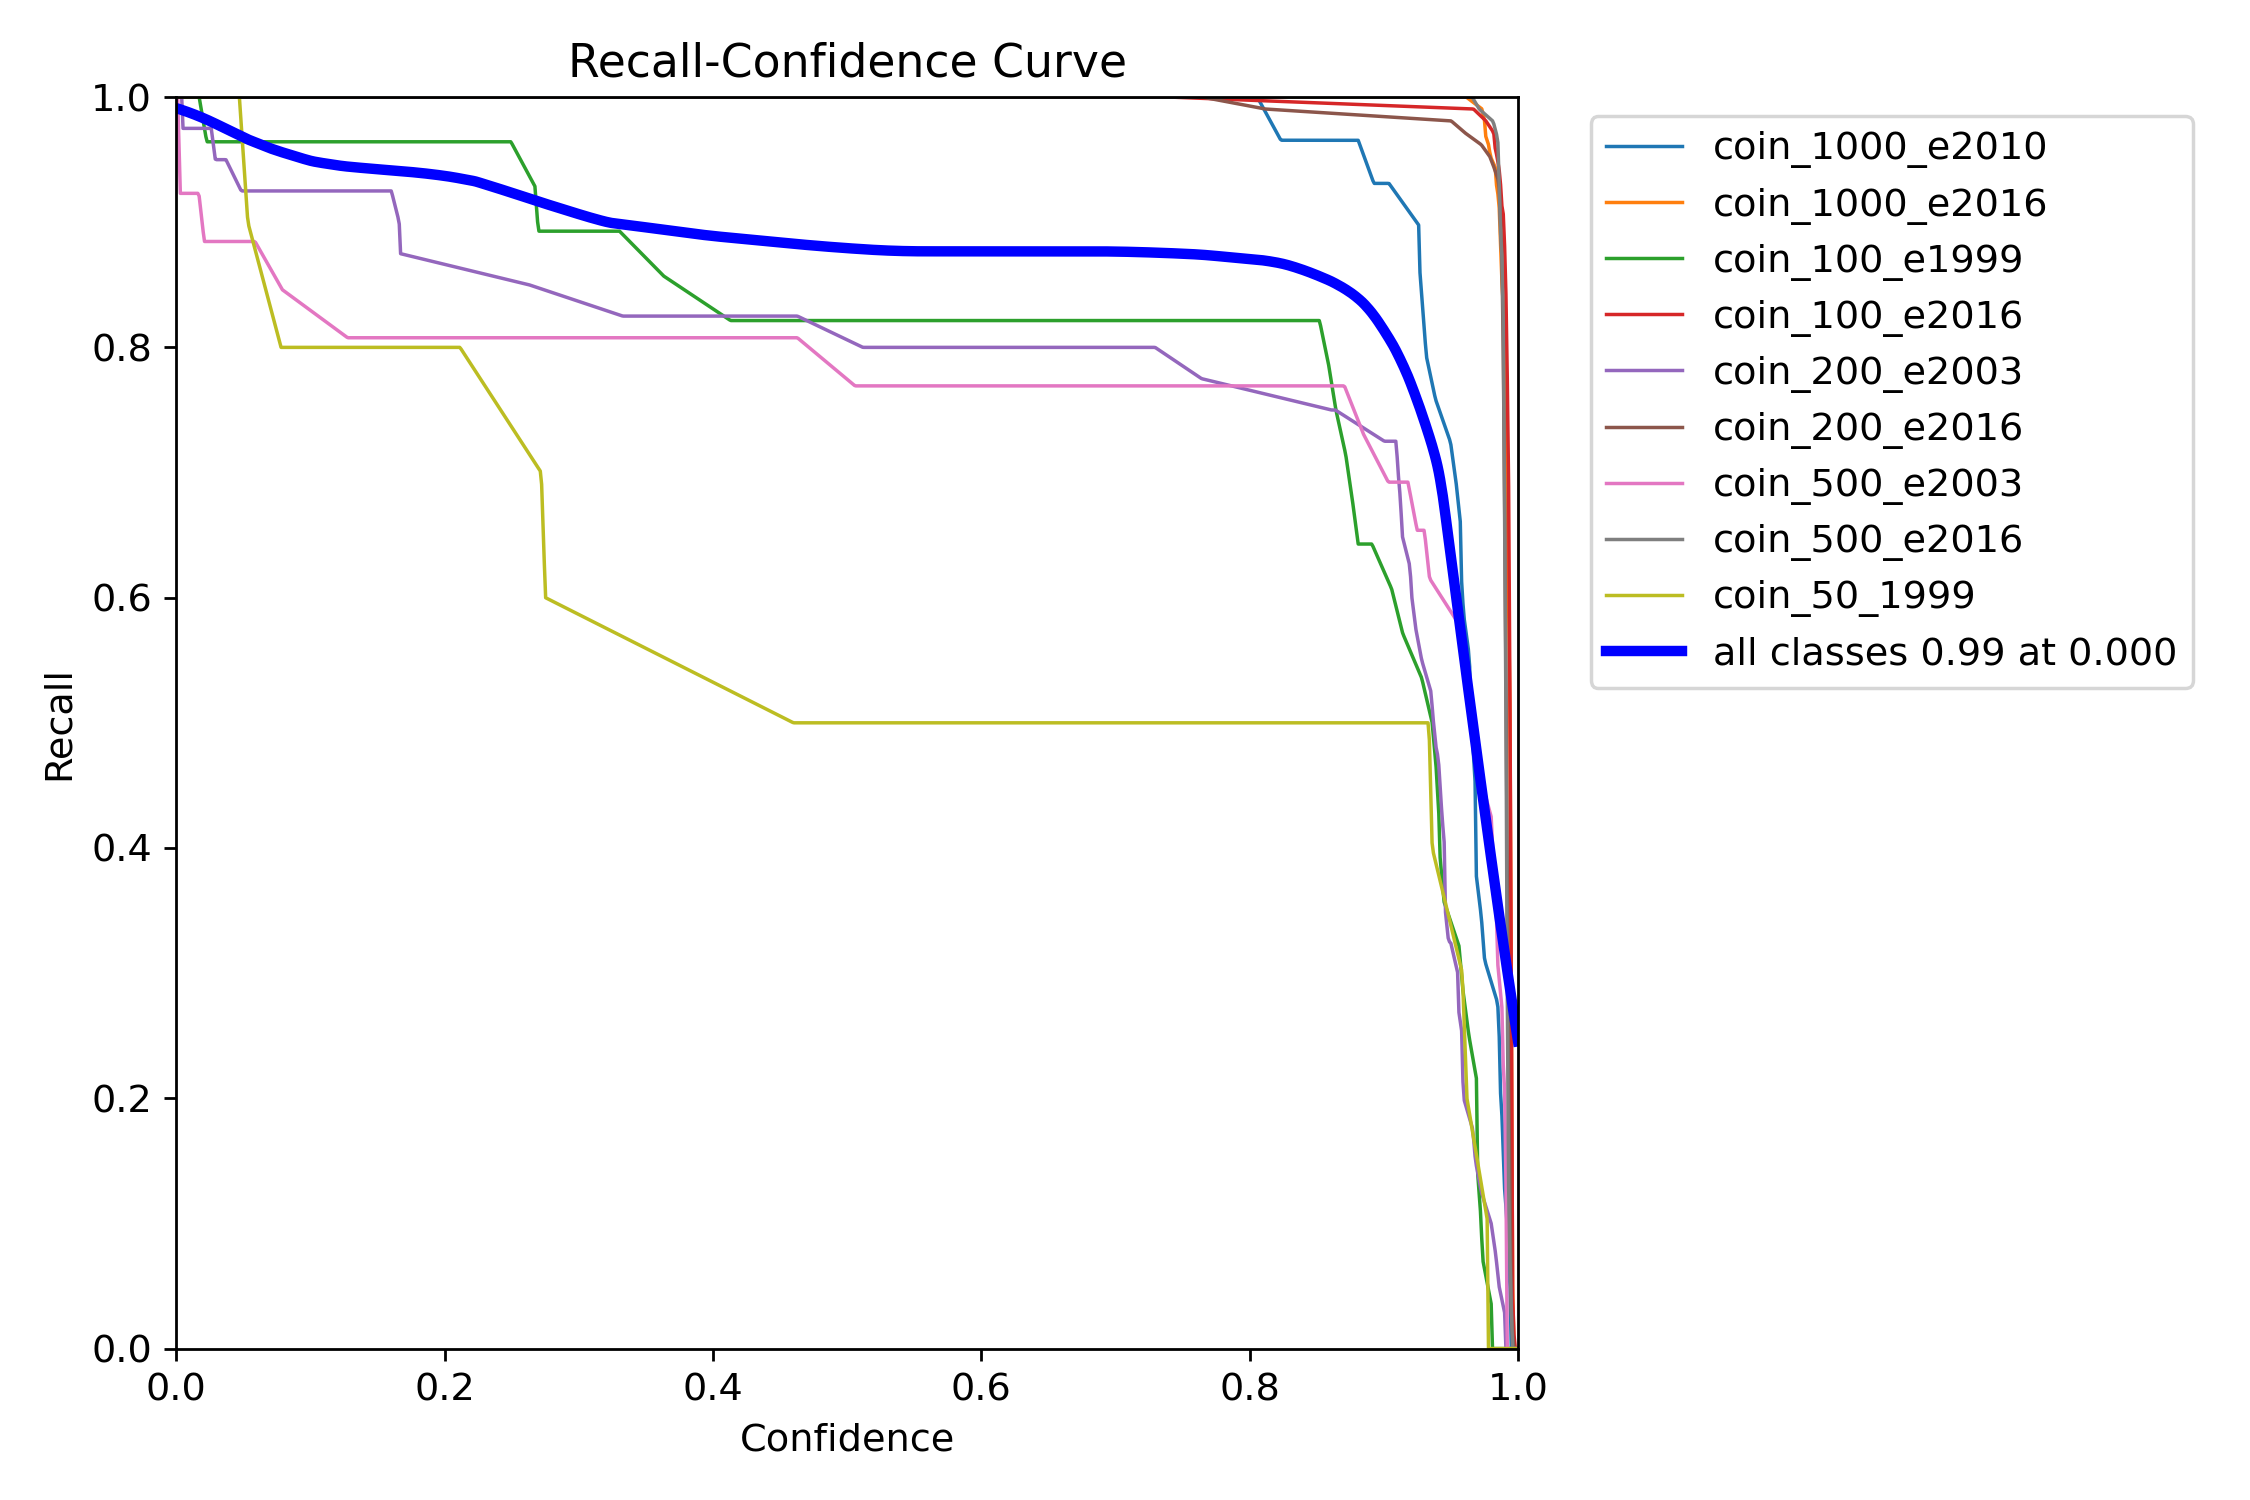 Recall-Confidence Curve
1.0
0.8
0.6
0.4
0.2
0.0
Recall
0.0 0.2 0.4 0.6 0.8 1.0
Confidence
coin_1000_e2010
coin_1000_e2016
coin_100_e1999
coin_100_e2016
coin_200_e2003
coin_200_e2016
coin_500_e2003
coin_500_e2016
coin_50_1999
all classes 0.99 at 0.000